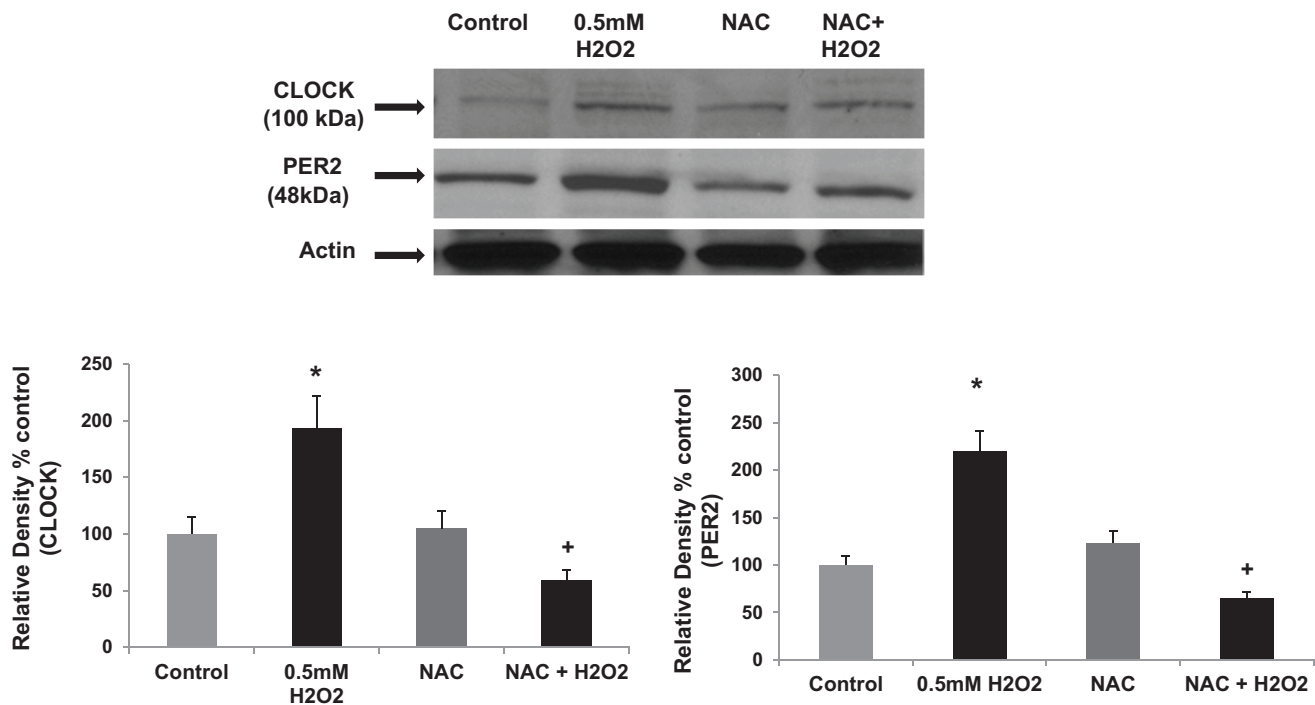 Control 0.5mM NAC NAC+
H2O2 H2O2
CLOCK
(100 kDa)
PER2
(48kDa)
Actin
Relative Density % control
(CLOCK)
250
200
150
100
50
0
*
+
Control 0.5mM NAC NAC + H2O2
H2O2
Relative Density % control
(PER2)
300
250
200
150
100
50
0
*
+
Control 0.5mM H2O2 NAC NAC + H2O2